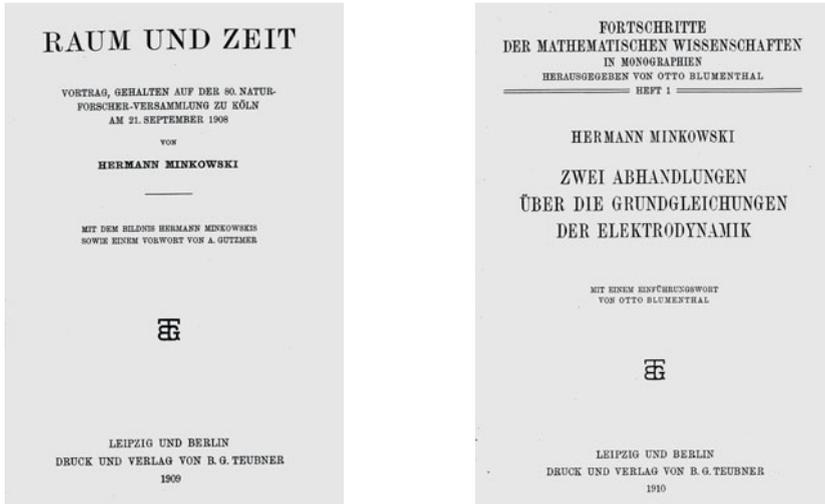 RAUM UND ZEIT
VORTRAG, GEHALTEN AUF DER 80. NATUR-
FORSCHER-VERSAMMLUNG ZU KÖLN
AM 21. SEPTEMBER 1908
VON
HERMANN MINKOWSKI
MIT DEM BILDNIS HERMANN MINKOWSKIS
SOWIE EINEM VORWORT VON A. GUTZMER
BTG
LEIPZIG UND BERLIN
DRUCK UND VERLAG VON B. G. TEUBNER
1909
FORTSCHRITTE
DER MATHEMATISCHEN WISSENSCHAFTEN
IN MONOGRAPHIEN
HERAUSGEGEBEN VON OTTO BLUMENTHAL
HEFT 1
HERMANN MINKOWSKI
ZWEI ABHANDLUNGEN
ÜBER DIE GRUNDGLEICHUNGEN
DER ELEKTRODYNAMIK
MIT EINEM EINFÜHRUNGSWORT
VON OTTO BLUMENTHAL
BTG
LEIPZIG UND BERLIN
DRUCK UND VERLAG VON B. G. TEUBNER
1910